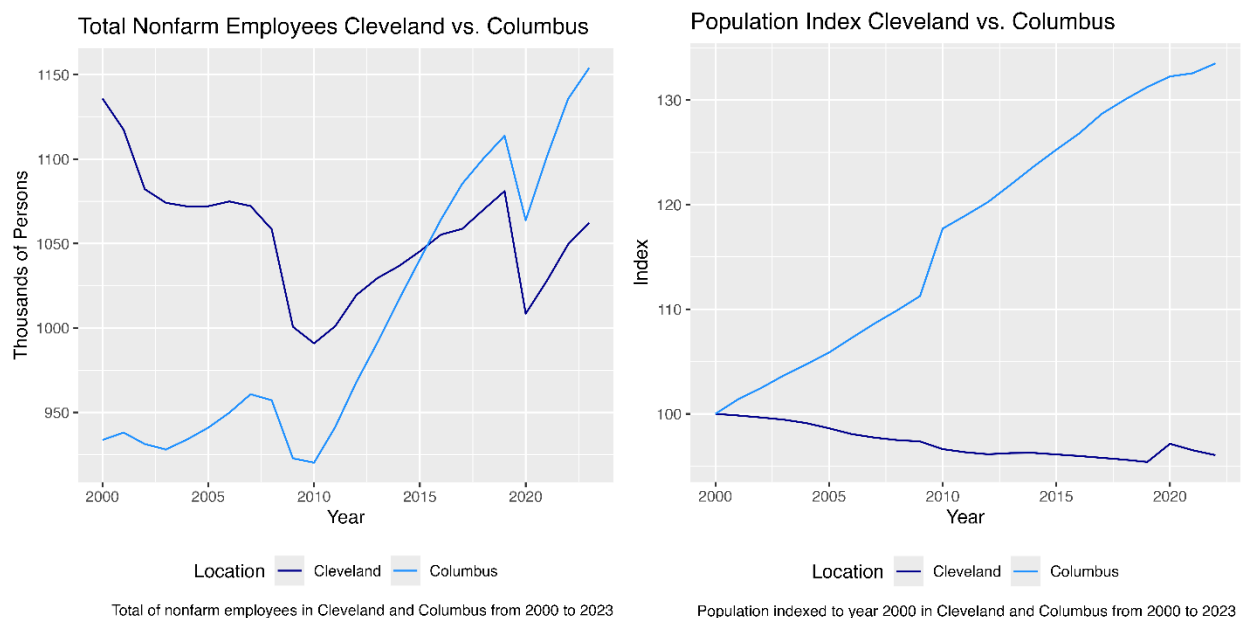 Total Nonfarm Employees Cleveland vs. Columbus
1150
1100
1050
1000
950
Thousands of Persons
2000 2005 2010 2015 2020
Year
Location Cleveland Columbus
Total of nonfarm employees in Cleveland and Columbus from 2000 to 2023
Population Index Cleveland vs. Columbus
130
120
110
100
Index
2000 2005 2010 2015 2020
Year
Location Cleveland Columbus
Population indexed to year 2000 in Cleveland and Columbus from 2000 to 2023